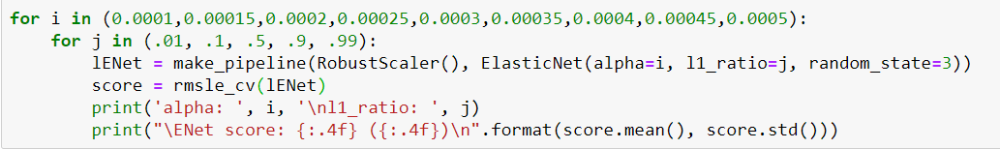 for i in (0.0001,0.00015,0.0002,0.00025,0.0003,0.00035,0.0004,0.00045,0.0005):
    for j in (.01, .1, .5, .9, .99):
        lENet = make_pipeline(RobustScaler(), ElasticNet(alpha=i, l1_ratio=j, random_state=3))
        score = rmsle_cv(lENet)
        print('alpha: ', i, '\nl1_ratio: ', j)
        print("\ENet score: {:.4f} ({:.4f})\n".format(score.mean(), score.std()))